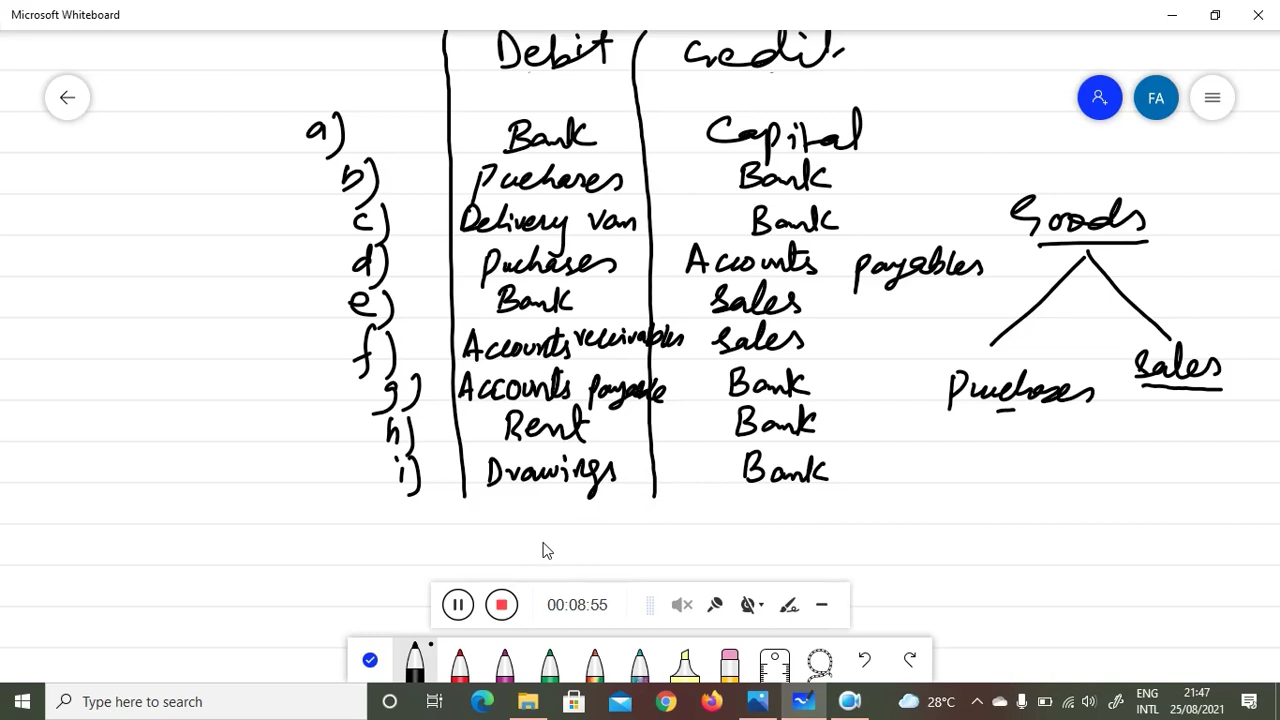 Microsoft Whiteboard
Debit Credit
FA
a) Bank Capital
b) Purchases Bank
c) Delivery van Bank
Goods
d) Purchases Accounts payables
e) Bank Sales
f) Accounts receivables Sales
Purchases Sales
g) Accounts payable Bank
h) Rent Bank
i) Drawings Bank
00:08:55
Type here to search
28°C
ENG
INTL
21:47
25/08/2021